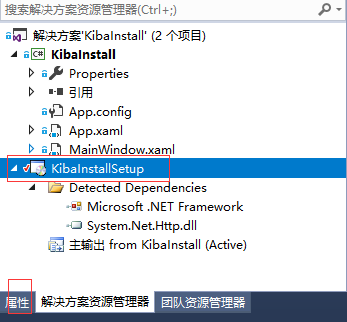 搜索解决方案资源管理器(Ctrl+;)
解决方案'KibaInstall' (2 个项目)
KibaInstall
Properties
引用
App.config
App.xaml
MainWindow.xaml
KibaInstallSetup
Detected Dependencies
Microsoft .NET Framework
System.Net.Http.dll
主输出 from KibaInstall (Active)
属性 解决方案资源管理器 团队资源管理器